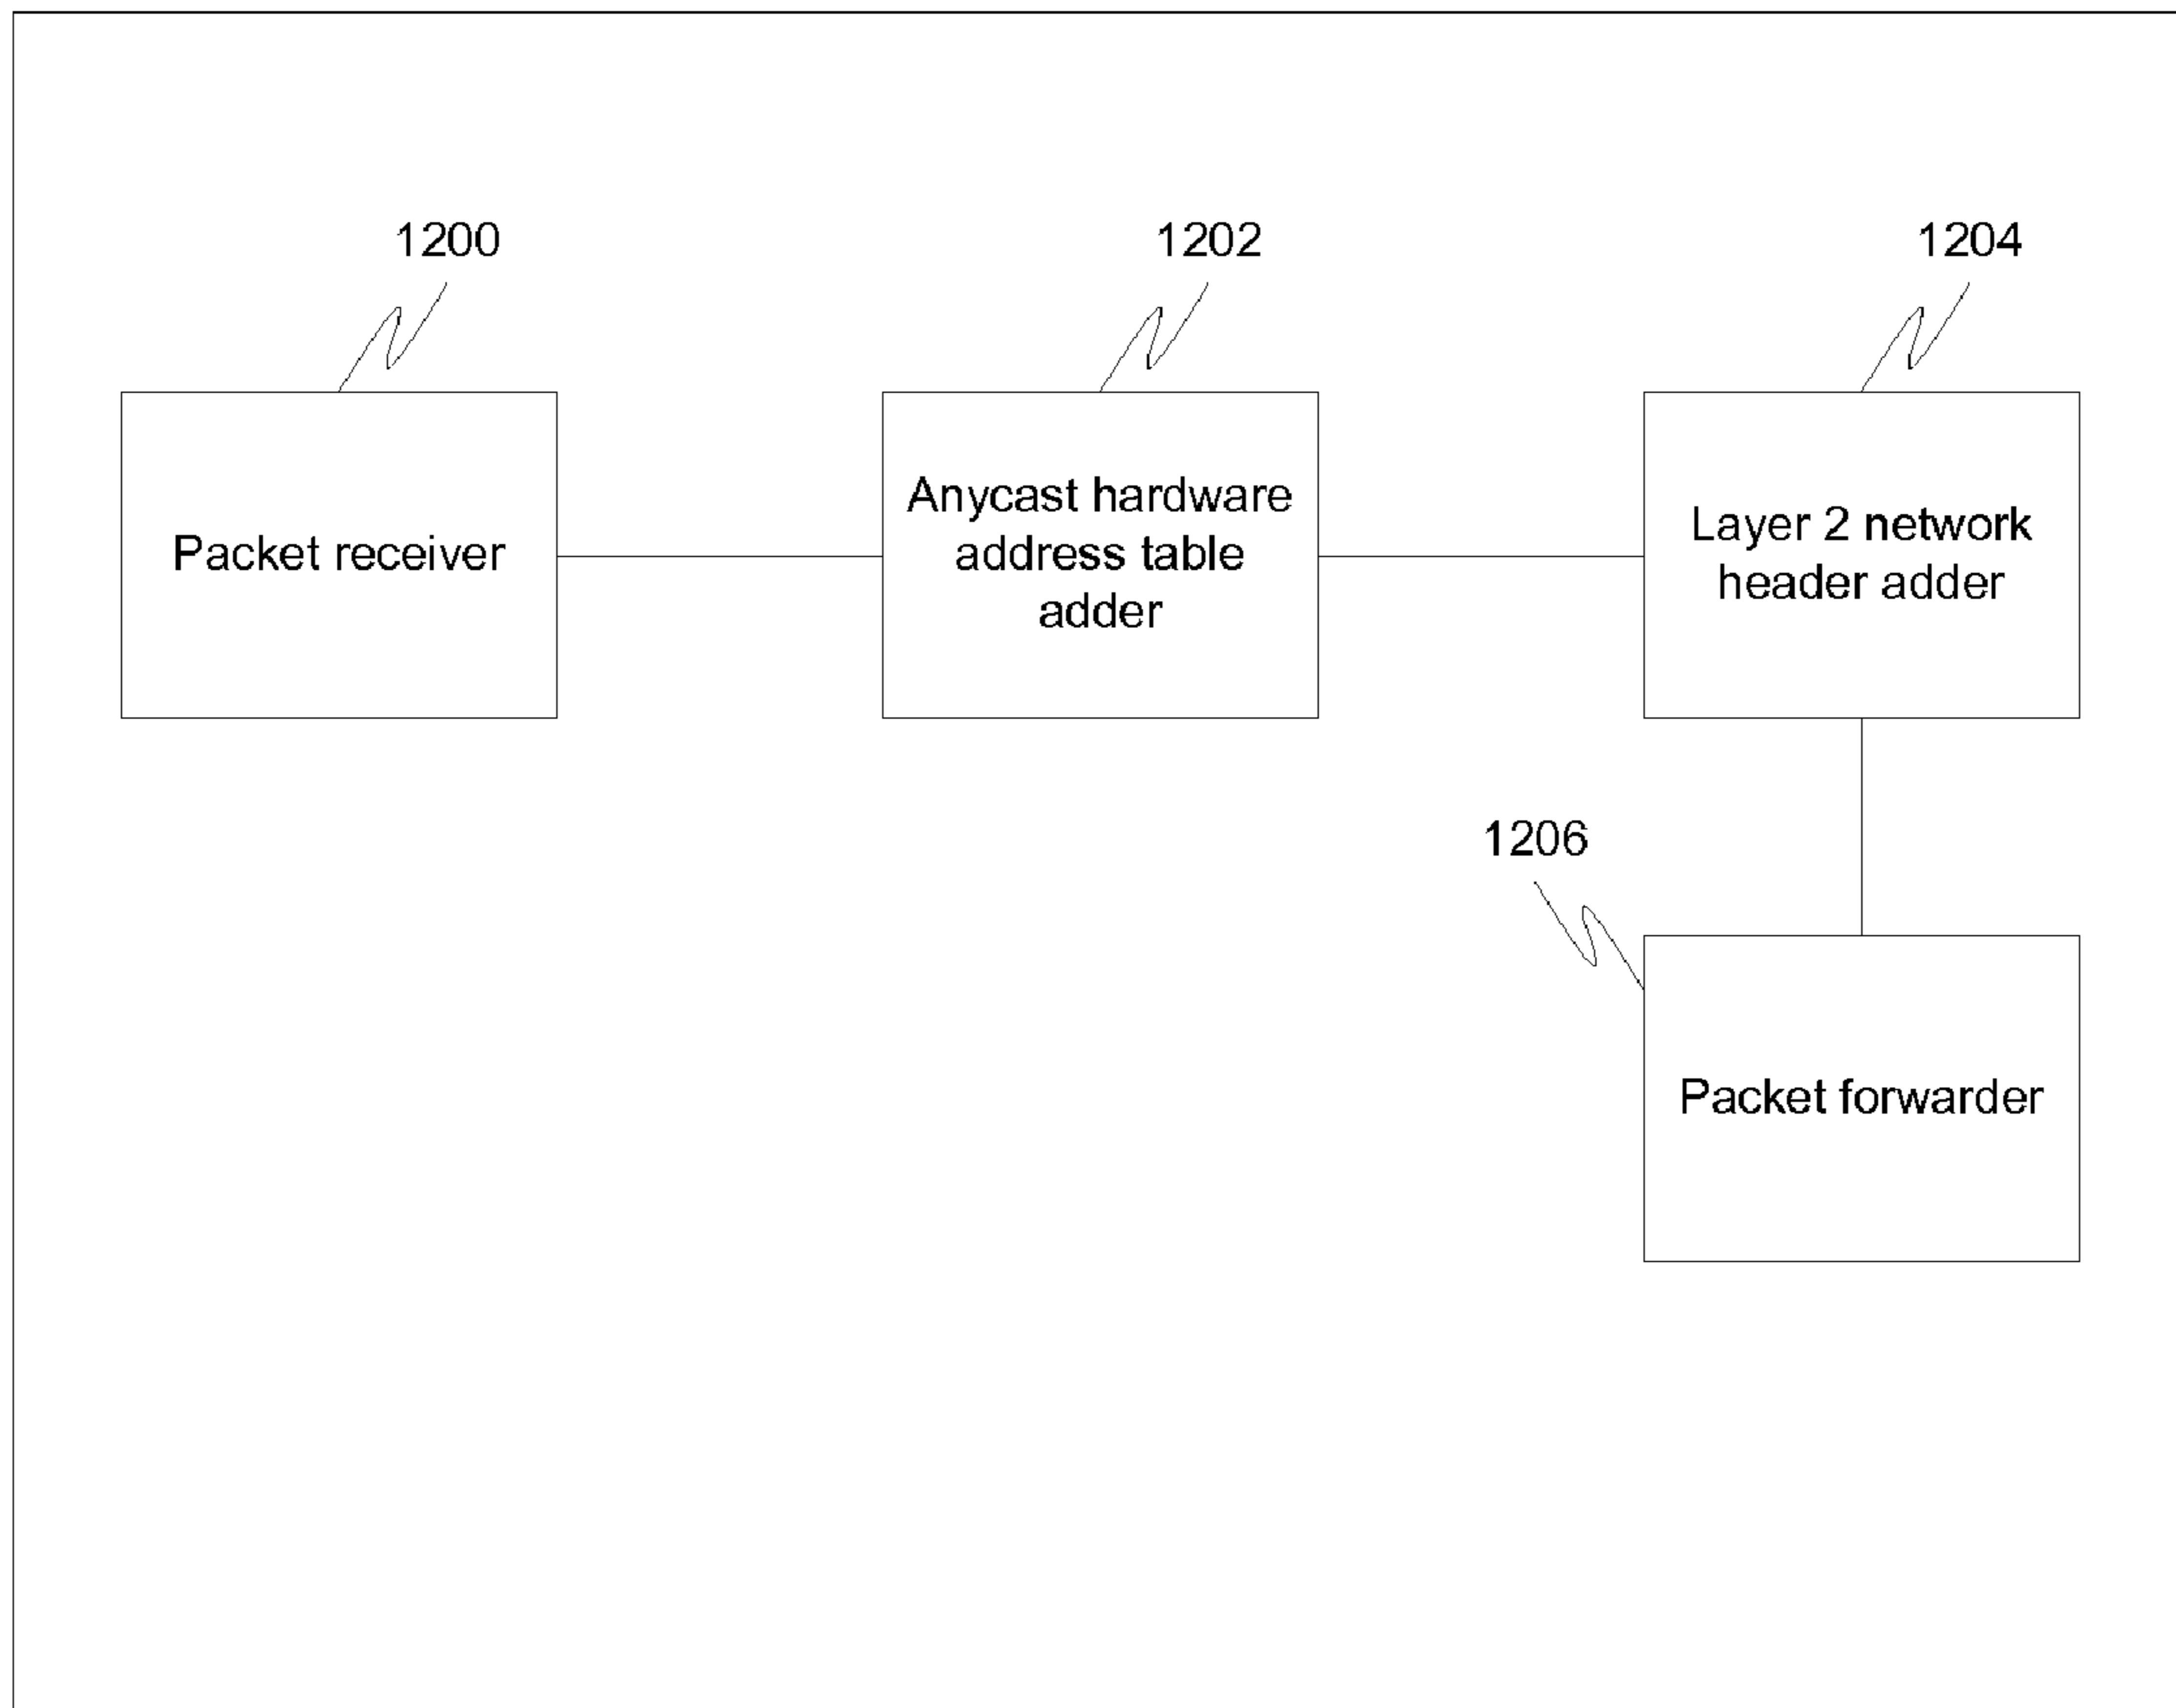 1200
1202
1204
Packet receiver
Anycast hardware
address table
adder
Layer 2 network
header adder
1206
Packet forwarder